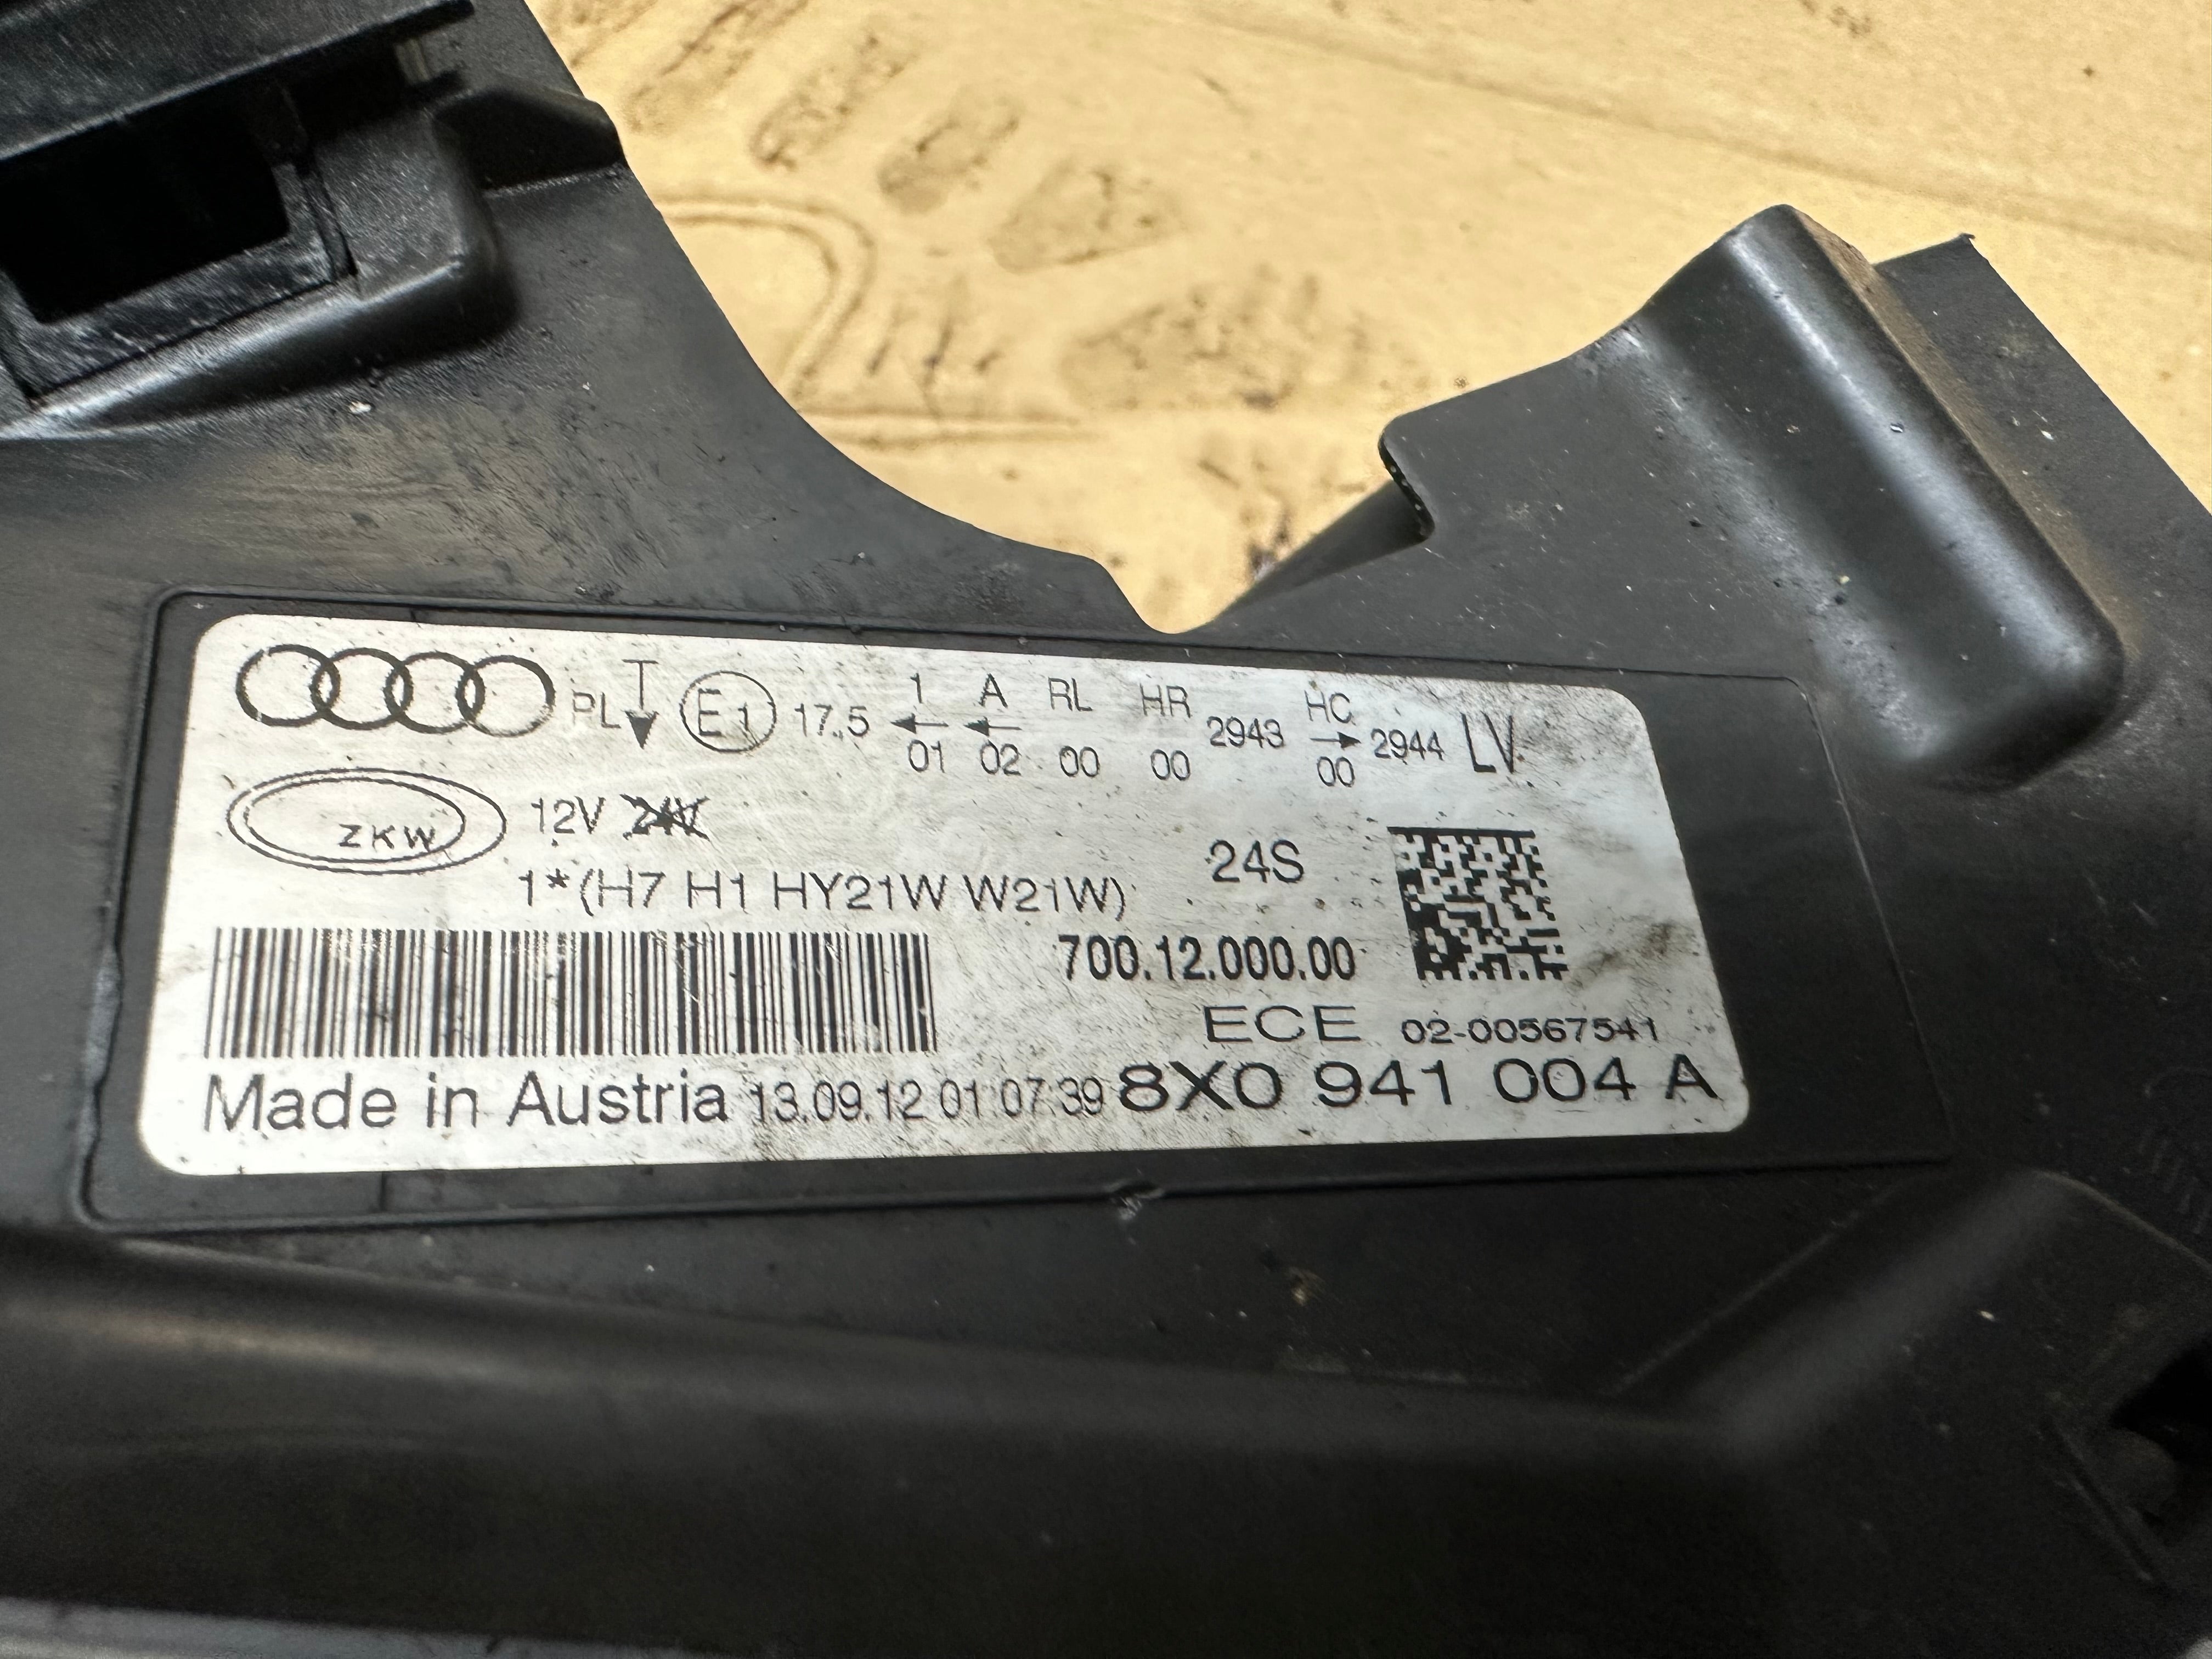 PL E1 17.5 1 A RL HR 2943 HC 2944 LV
01 02 00 00 00
ZKW 12V 24V
1*(H7 H1 HY21W W21W) 24S
700.12.000.00
ECE 02-00567541
Made in Austria 13.09.12 01:07:39 8X0 941 004 A